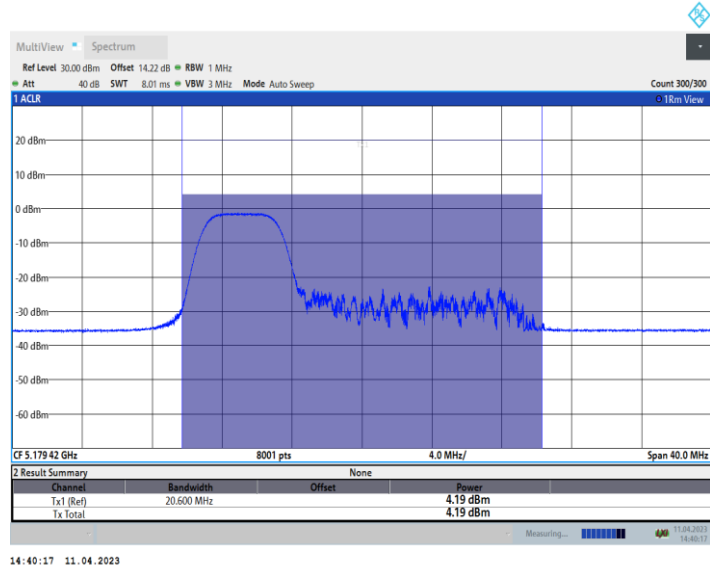 MultiView Spectrum
Ref Level 30.00 dBm Offset 14.22 dB RBW 1 MHz
Att 40 dB SWT 8.01 ms VBW 3 MHz Mode Auto Sweep Count 300/300
1 ACLR 1Rm View
20 dBm
10 dBm
0 dBm
-10 dBm
-20 dBm
-30 dBm
-40 dBm
-50 dBm
-60 dBm
CF 5.179 42 GHz 8001 pts 4.0 MHz/ Span 40.0 MHz
2 Result Summary None
Channel Bandwidth Offset Power
Tx1 (Ref) 20.600 MHz 4.19 dBm
Tx Total 4.19 dBm
Measuring... 11.04.2023
14:40:17
14:40:17 11.04.2023